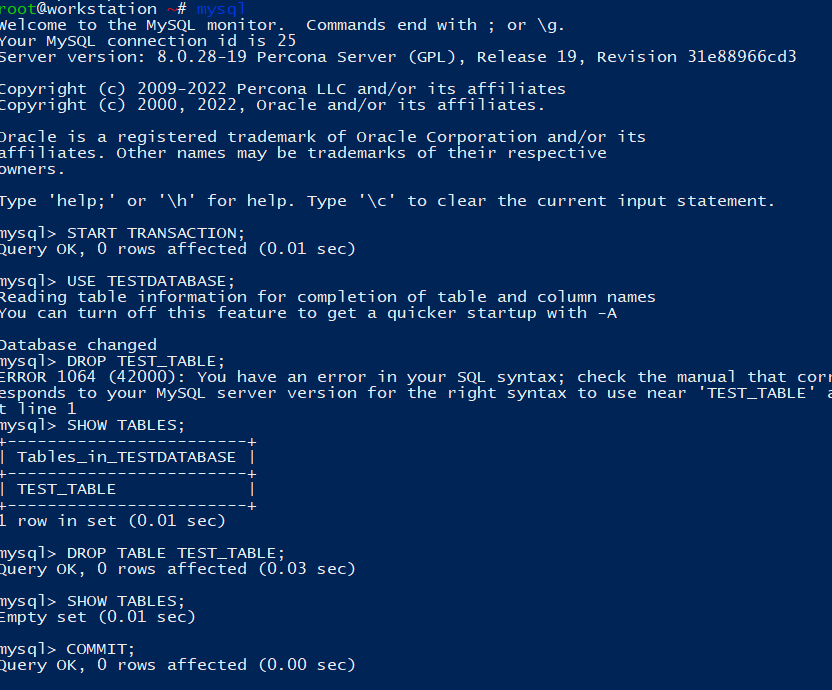 root@workstation ~# mysql
Welcome to the MySQL monitor.  Commands end with ; or \g.
Your MySQL connection id is 25
Server version: 8.0.28-19 Percona Server (GPL), Release 19, Revision 31e88966cd3

Copyright (c) 2009-2022 Percona LLC and/or its affiliates
Copyright (c) 2000, 2022, Oracle and/or its affiliates.

Oracle is a registered trademark of Oracle Corporation and/or its
affiliates. Other names may be trademarks of their respective
owners.

Type 'help;' or '\h' for help. Type '\c' to clear the current input statement.

mysql> START TRANSACTION;
Query OK, 0 rows affected (0.01 sec)

mysql> USE TESTDATABASE;
Reading table information for completion of table and column names
You can turn off this feature to get a quicker startup with -A

Database changed
mysql> DROP TEST_TABLE;
ERROR 1064 (42000): You have an error in your SQL syntax; check the manual that corr
esponds to your MySQL server version for the right syntax to use near 'TEST_TABLE' a
t line 1
mysql> SHOW TABLES;
+------------------------+
| Tables_in_TESTDATABASE |
+------------------------+
| TEST_TABLE             |
+------------------------+
1 row in set (0.01 sec)

mysql> DROP TABLE TEST_TABLE;
Query OK, 0 rows affected (0.03 sec)

mysql> SHOW TABLES;
Empty set (0.01 sec)

mysql> COMMIT;
Query OK, 0 rows affected (0.00 sec)